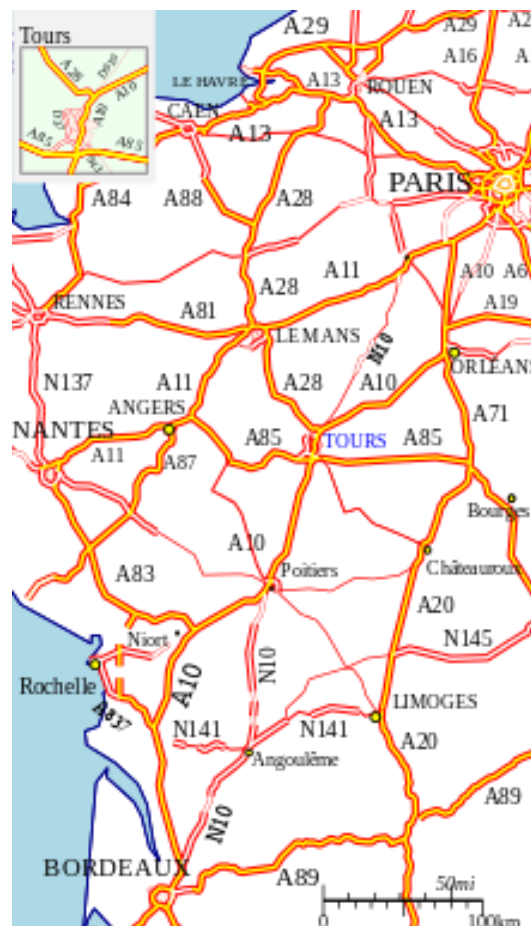 Tours
A28
D910
A10
A10
A85
A85
A29
A29
A2
A16
A
LE HAVRE
A13
ROUEN
CAEN
A13
A13
PARIS
A84
A88
A28
A11
A28
A10
A6
A19
RENNES
A81
LE MANS
N10
ORLÉANS
N137
A11
A28
A10
A71
ANGERS
NANTES
A85
TOURS
A85
A11
A87
Bourges
A10
A83
Poitiers
Châteauroux
A20
Niort
N10
N145
Rochelle
A10
A837
LIMOGES
N141
N141
A20
Angoulême
A89
N10
BORDEAUX
A89
50mi
0
100km